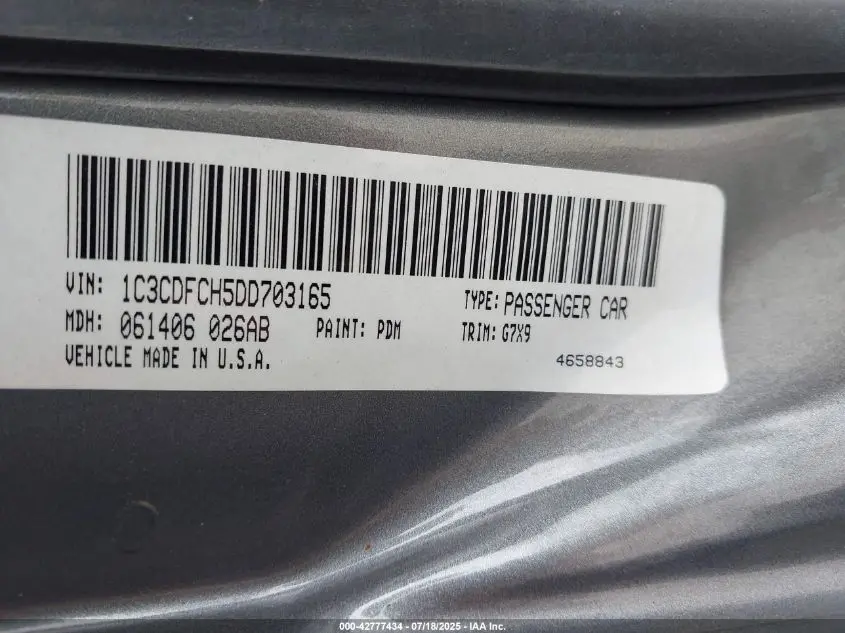 VIN: 1C3CDFCH5DD703165 TYPE: PASSENGER CAR
MDH: 061406 026AB PAINT: PDM TRIM: G7X9
VEHICLE MADE IN U.S.A. 4658843
000-42777434 - 07/18/2025 - IAA Inc.